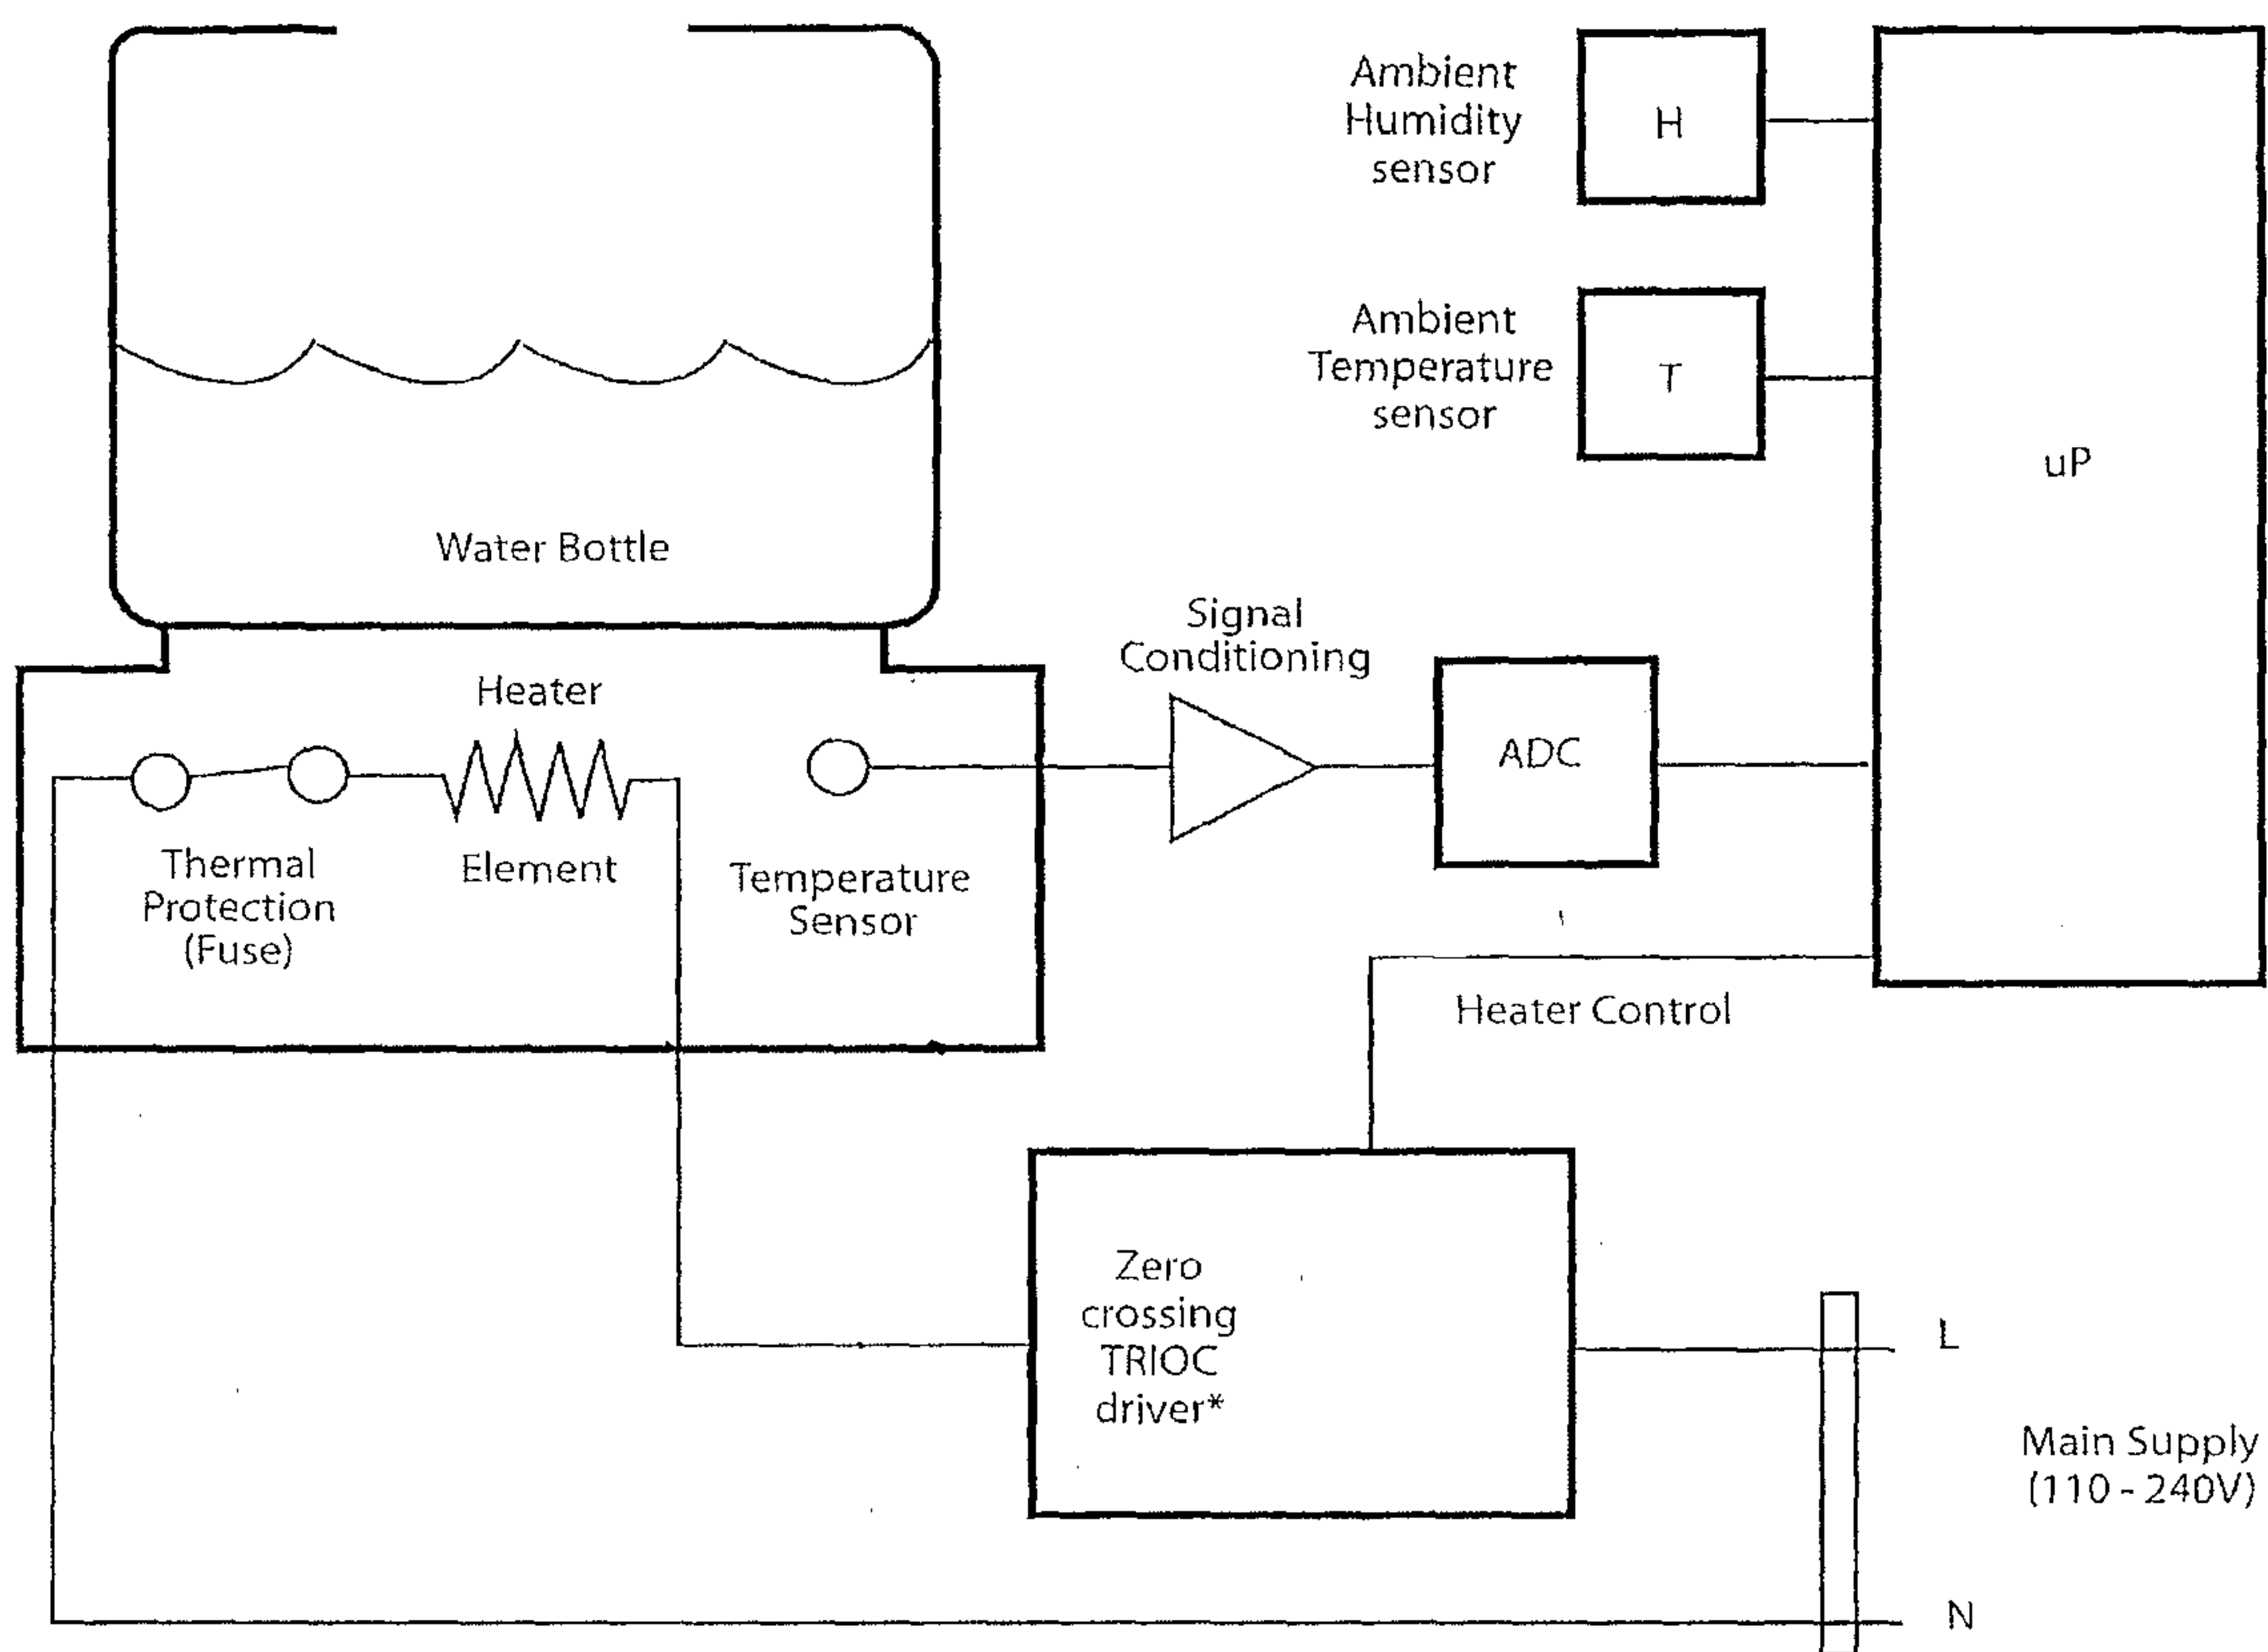 Ambient
Humidity
sensor
H
Ambient
Temperature
sensor
T
uP
Water Bottle
Signal
Conditioning
ADC
Heater
Element
Thermal
Protection
(Fuse)
Temperature
Sensor
Heater Control
Zero
crossing
TRIOC
driver*
L
Main Supply
(110 - 240V)
N